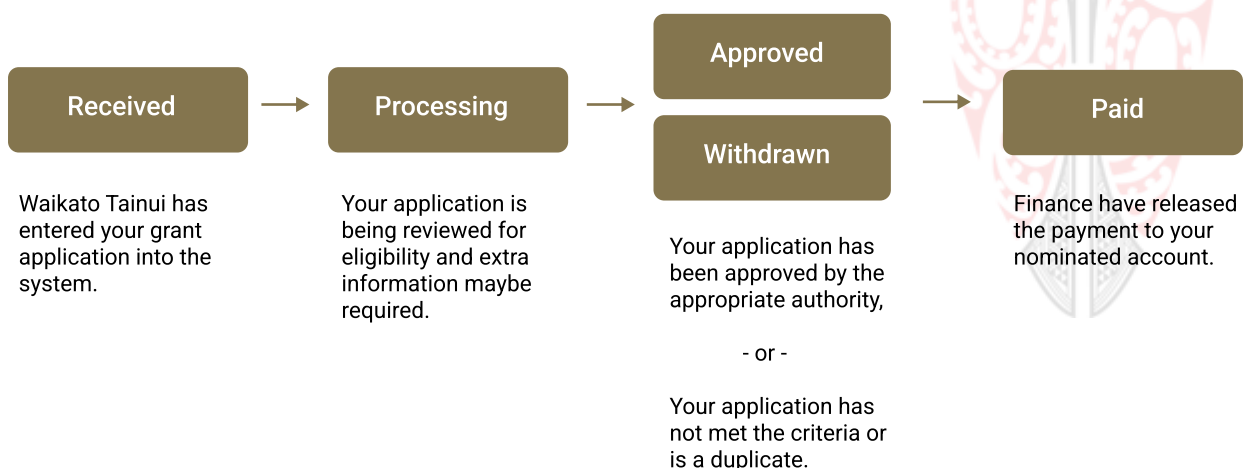 Received
Waikato Tainui has
entered your grant
application into the
system.
Processing
Your application is
being reviewed for
eligibility and extra
information maybe
required.
Approved
Withdrawn
Your application has
been approved by the
appropriate authority,
- or -
Your application has
not met the criteria or
is a duplicate.
Paid
Finance have released
the payment to your
nominated account.